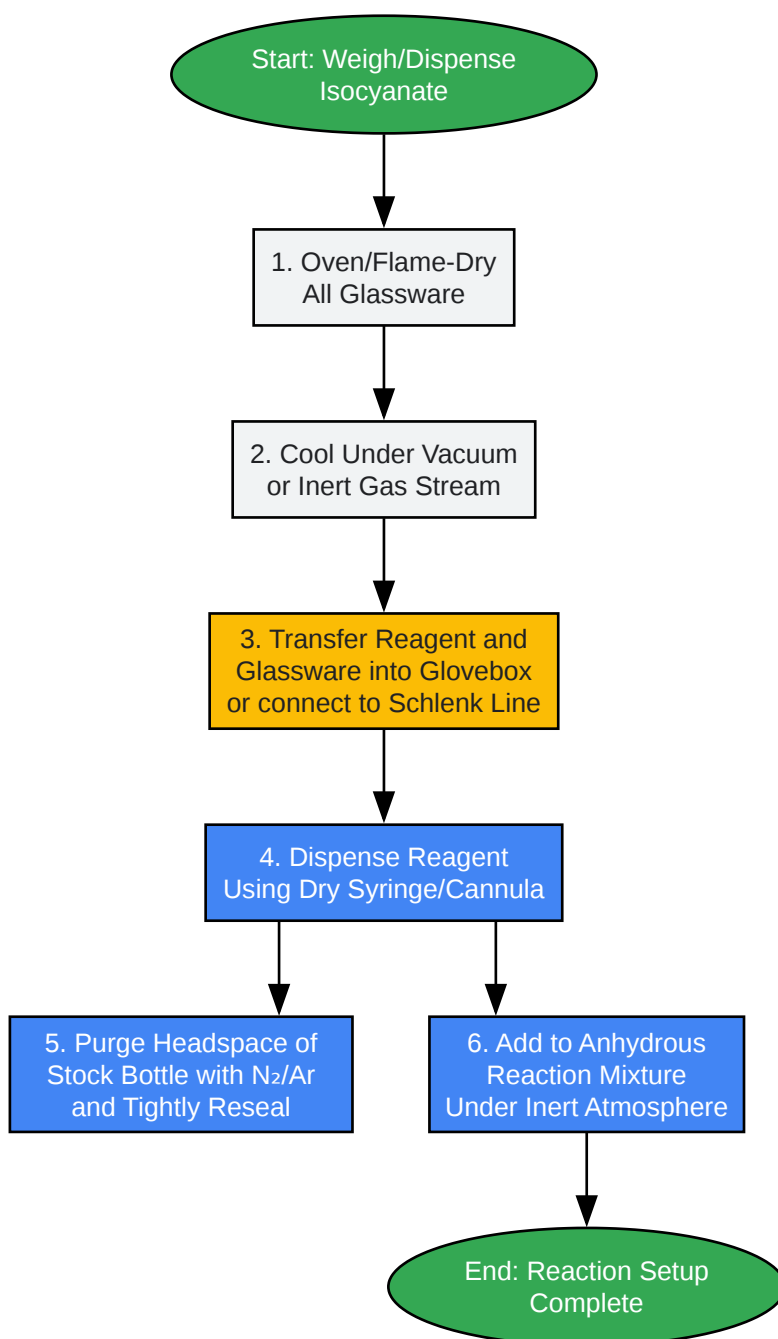 Start: Weigh/Dispense
Isocyanate
1. Oven/Flame-Dry
All Glassware
2. Cool Under Vacuum
or Inert Gas Stream
3. Transfer Reagent and
Glassware into Glovebox
or connect to Schlenk Line
4. Dispense Reagent
Using Dry Syringe/Cannula
5. Purge Headspace of
Stock Bottle with N₂/Ar
and Tightly Reseal
6. Add to Anhydrous
Reaction Mixture
Under Inert Atmosphere
End: Reaction Setup
Complete